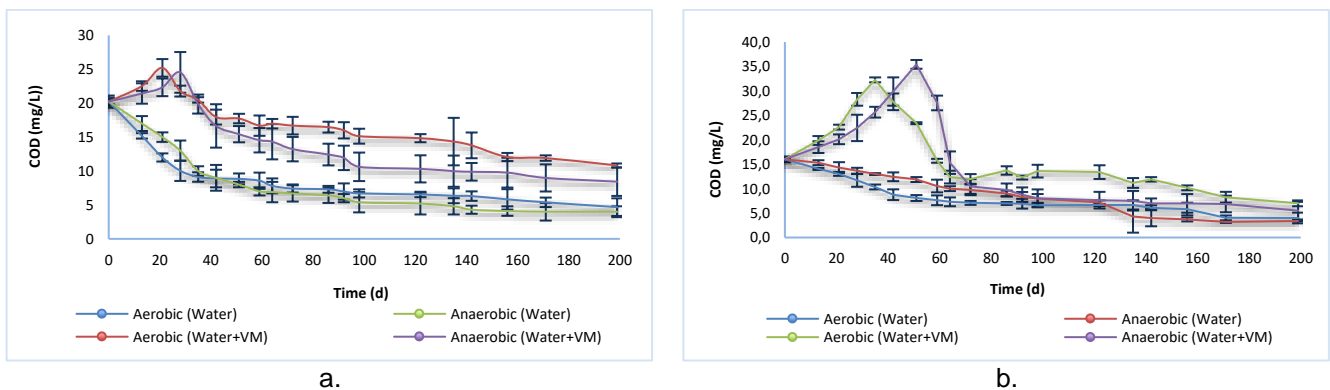 30
25
20
15
10
5
0
COD (mg/L))
0 20 40 60 80 100 120 140 160 180 200
Time (d)
Aerobic (Water) Anaerobic (Water)
Aerobic (Water+VM) Anaerobic (Water+VM)
a.
40,0
35,0
30,0
25,0
20,0
15,0
10,0
5,0
0,0
COD (mg/L)
0 20 40 60 80 100 120 140 160 180 200
Time (d)
Aerobic (Water) Anaerobic (Water)
Aerobic (Water+VM) Anaerobic (Water+VM)
b.